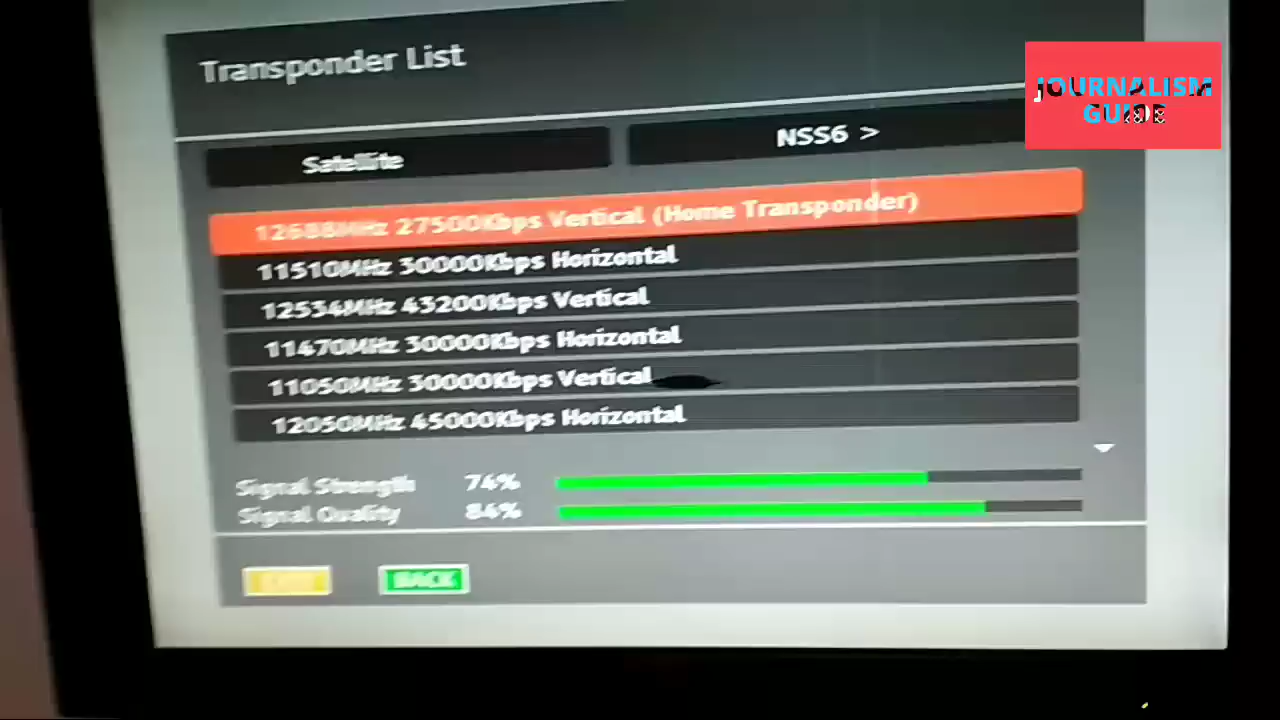 Transponder List
Satellite
NSS6 >
12688MHz 27500Kbps Vertical (Home Transponder)
11510MHz 30000Kbps Horizontal
12534MHz 43200Kbps Vertical
11470MHz 30000Kbps Horizontal
11050MHz 30000Kbps Vertical
12050MHz 45000Kbps Horizontal
Signal Strength 74%
Signal Quality 84%
BACK
JOURNALISM
GUIDE